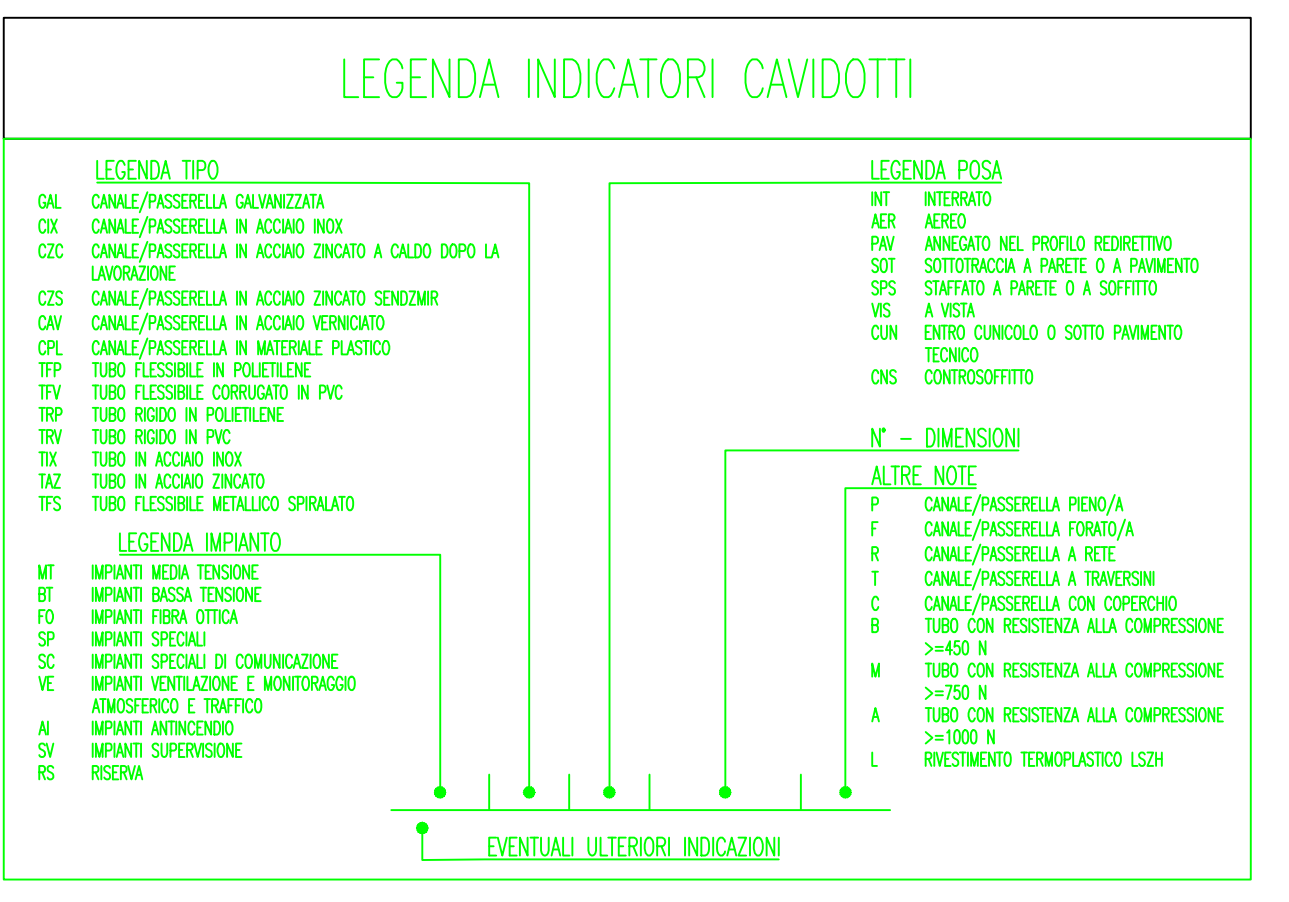 LEGENDA INDICATORI CAVIDOTTI
LEGENDA TIPO
GAL CANALE/PASSERELLA GALVANIZZATA
CIX CANALE/PASSERELLA IN ACCIAIO INOX
CZC CANALE/PASSERELLA IN ACCIAIO ZINCATO A CALDO DOPO LA
LAVORAZIONE
CZS CANALE/PASSERELLA IN ACCIAIO ZINCATO SENDZMIR
CAV CANALE/PASSERELLA IN ACCIAIO VERNICIATO
CPL CANALE/PASSERELLA IN MATERIALE PLASTICO
TFP TUBO FLESSIBILE IN POLIETILENE
TFV TUBO FLESSIBILE CORRUGATO IN PVC
TRP TUBO RIGIDO IN POLIETILENE
TRV TUBO RIGIDO IN PVC
TIX TUBO IN ACCIAIO INOX
TAZ TUBO IN ACCIAIO ZINCATO
TFS TUBO FLESSIBILE METALLICO SPIRALATO
LEGENDA IMPIANTO
MT IMPIANTI MEDIA TENSIONE
BT IMPIANTI BASSA TENSIONE
FO IMPIANTI FIBRA OTTICA
SP IMPIANTI SPECIALI
SC IMPIANTI SPECIALI DI COMUNICAZIONE
VE IMPIANTI VENTILAZIONE E MONITORAGGIO
ATMOSFERICO E TRAFFICO
AI IMPIANTI ANTINCENDIO
SV IMPIANTI SUPERVISIONE
RS RISERVA
LEGENDA POSA
INT INTERRATO
AER AEREO
PAV ANNEGATO NEL PROFILO REDIRETTIVO
SOT SOTTOTRACCIA A PARETE O A PAVIMENTO
SPS STAFFATO A PARETE O A SOFFITTO
VIS A VISTA
CUN ENTRO CUNICOLO O SOTTO PAVIMENTO
TECNICO
CNS CONTROSOFFITTO
N° - DIMENSIONI
ALTRE NOTE
P CANALE/PASSERELLA PIENO/A
F CANALE/PASSERELLA FORATO/A
R CANALE/PASSERELLA A RETE
T CANALE/PASSERELLA A TRAVERSINI
C CANALE/PASSERELLA CON COPERCHIO
B TUBO CON RESISTENZA ALLA COMPRESSIONE
>=450 N
M TUBO CON RESISTENZA ALLA COMPRESSIONE
>=750 N
A TUBO CON RESISTENZA ALLA COMPRESSIONE
>=1000 N
L RIVESTIMENTO TERMOPLASTICO LSZH
EVENTUALI ULTERIORI INDICAZIONI